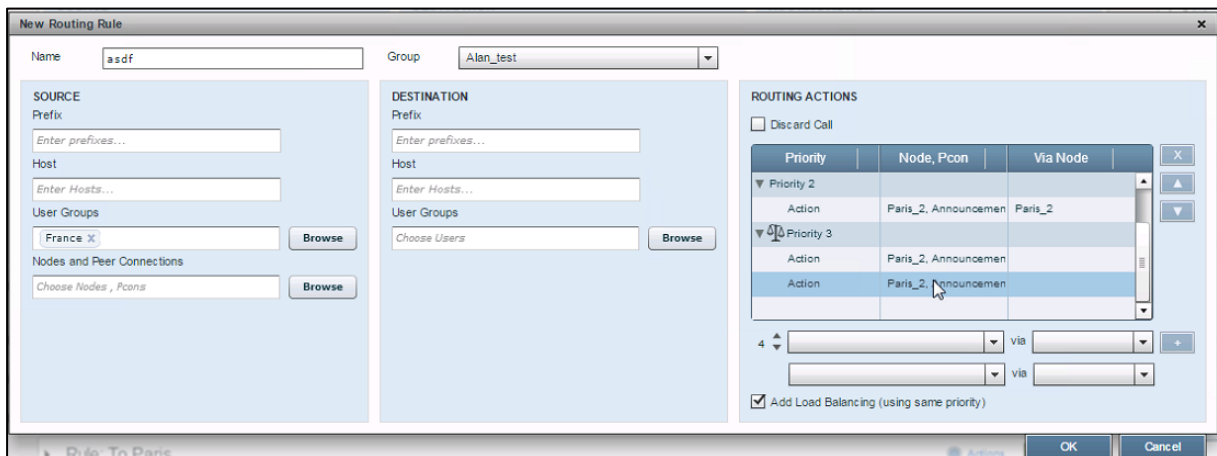 New Routing Rule x
Name asdf Group Alan_test
SOURCE
Prefix
Enter prefixes...
Host
Enter Hosts...
User Groups
France X Browse
Nodes and Peer Connections
Choose Nodes , Pcons Browse
DESTINATION
Prefix
Enter prefixes...
Host
Enter Hosts...
User Groups
Choose Users Browse
ROUTING ACTIONS
Discard Call
Priority Node, Pcon Via Node X
Priority 2
Action Paris_2, Announcemen Paris_2
Priority 3
Action Paris_2, Announcemen
Action Paris_2, Announcemen
4 via +
via
Add Load Balancing (using same priority)
Rule: To Paris Actions
OK Cancel